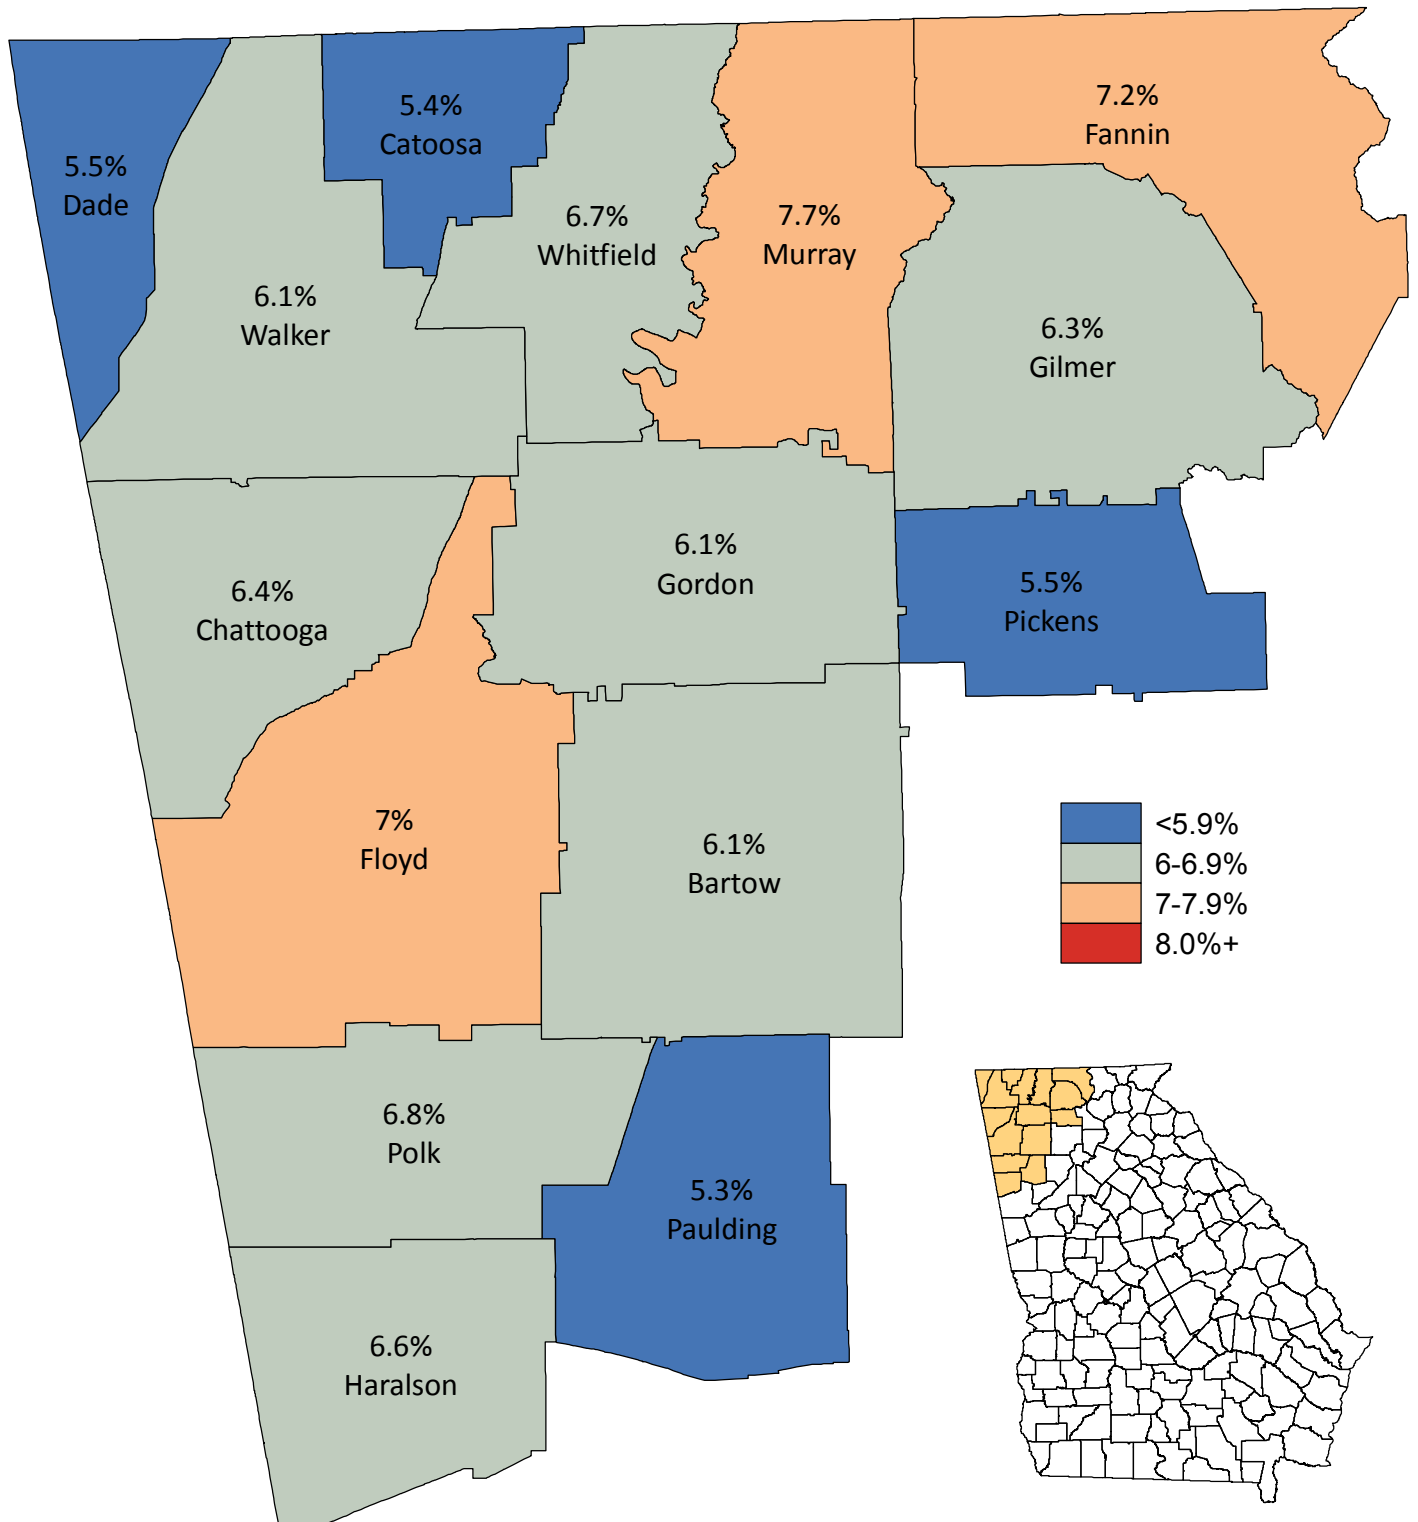 7.2%
Fannin
5.4%
Catoosa
5.5%
Dade
6.7%
Whitfield
7.7%
Murray
6.1%
Walker
6.3%
Gilmer
6.1%
Gordon
5.5%
Pickens
6.4%
Chattooga
7%
Floyd
6.1%
Bartow
<5.9%
6-6.9%
7-7.9%
8.0%+
6.8%
Polk
5.3%
Paulding
6.6%
Haralson